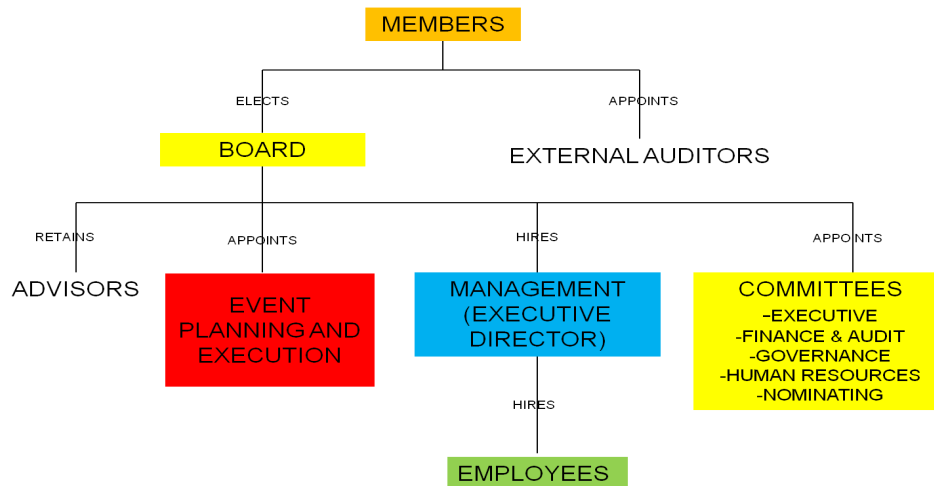 MEMBERS
ELECTS
APPOINTS
BOARD
EXTERNAL AUDITORS
RETAINS
APPOINTS
HIRES
APPOINTS
ADVISORS
EVENT
PLANNING AND
EXECUTION
MANAGEMENT
(EXECUTIVE
DIRECTOR)
COMMITTEES
-EXECUTIVE
-FINANCE & AUDIT
-GOVERNANCE
-HUMAN RESOURCES
-NOMINATING
HIRES
EMPLOYEES